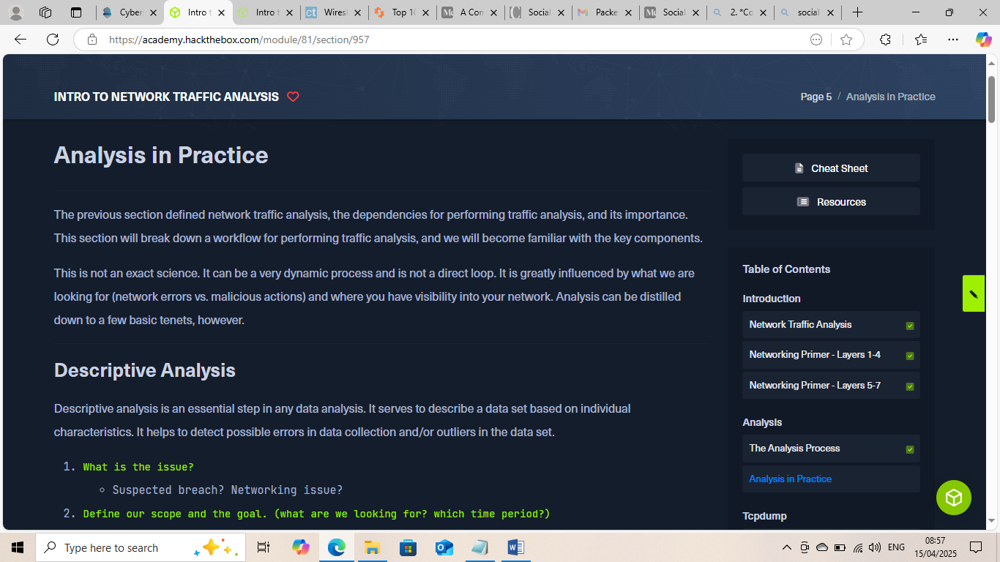 Cyber
Intro t
Intro t
Wiresh
Top 10
A Con
Social
Packe
Social
2. *Co
social
https://academy.hackthebox.com/module/81/section/957
INTRO TO NETWORK TRAFFIC ANALYSIS
Page 5 / Analysis in Practice
Analysis in Practice
Cheat Sheet
Resources
The previous section defined network traffic analysis, the dependencies for performing traffic analysis, and its importance.
This section will break down a workflow for performing traffic analysis, and we will become familiar with the key components.
This is not an exact science. It can be a very dynamic process and is not a direct loop. It is greatly influenced by what we are
looking for (network errors vs. malicious actions) and where you have visibility into your network. Analysis can be distilled
down to a few basic tenets, however.
Table of Contents
Introduction
Network Traffic Analysis
Networking Primer - Layers 1-4
Networking Primer - Layers 5-7
Analysis
The Analysis Process
Analysis in Practice
Tcpdump
Descriptive Analysis
Descriptive analysis is an essential step in any data analysis. It serves to describe a data set based on individual
characteristics. It helps to detect possible errors in data collection and/or outliers in the data set.
1. What is the issue?
◦ Suspected breach? Networking issue?
2. Define our scope and the goal. (what are we looking for? which time period?)
Type here to search
ENG
08:57
15/04/2025